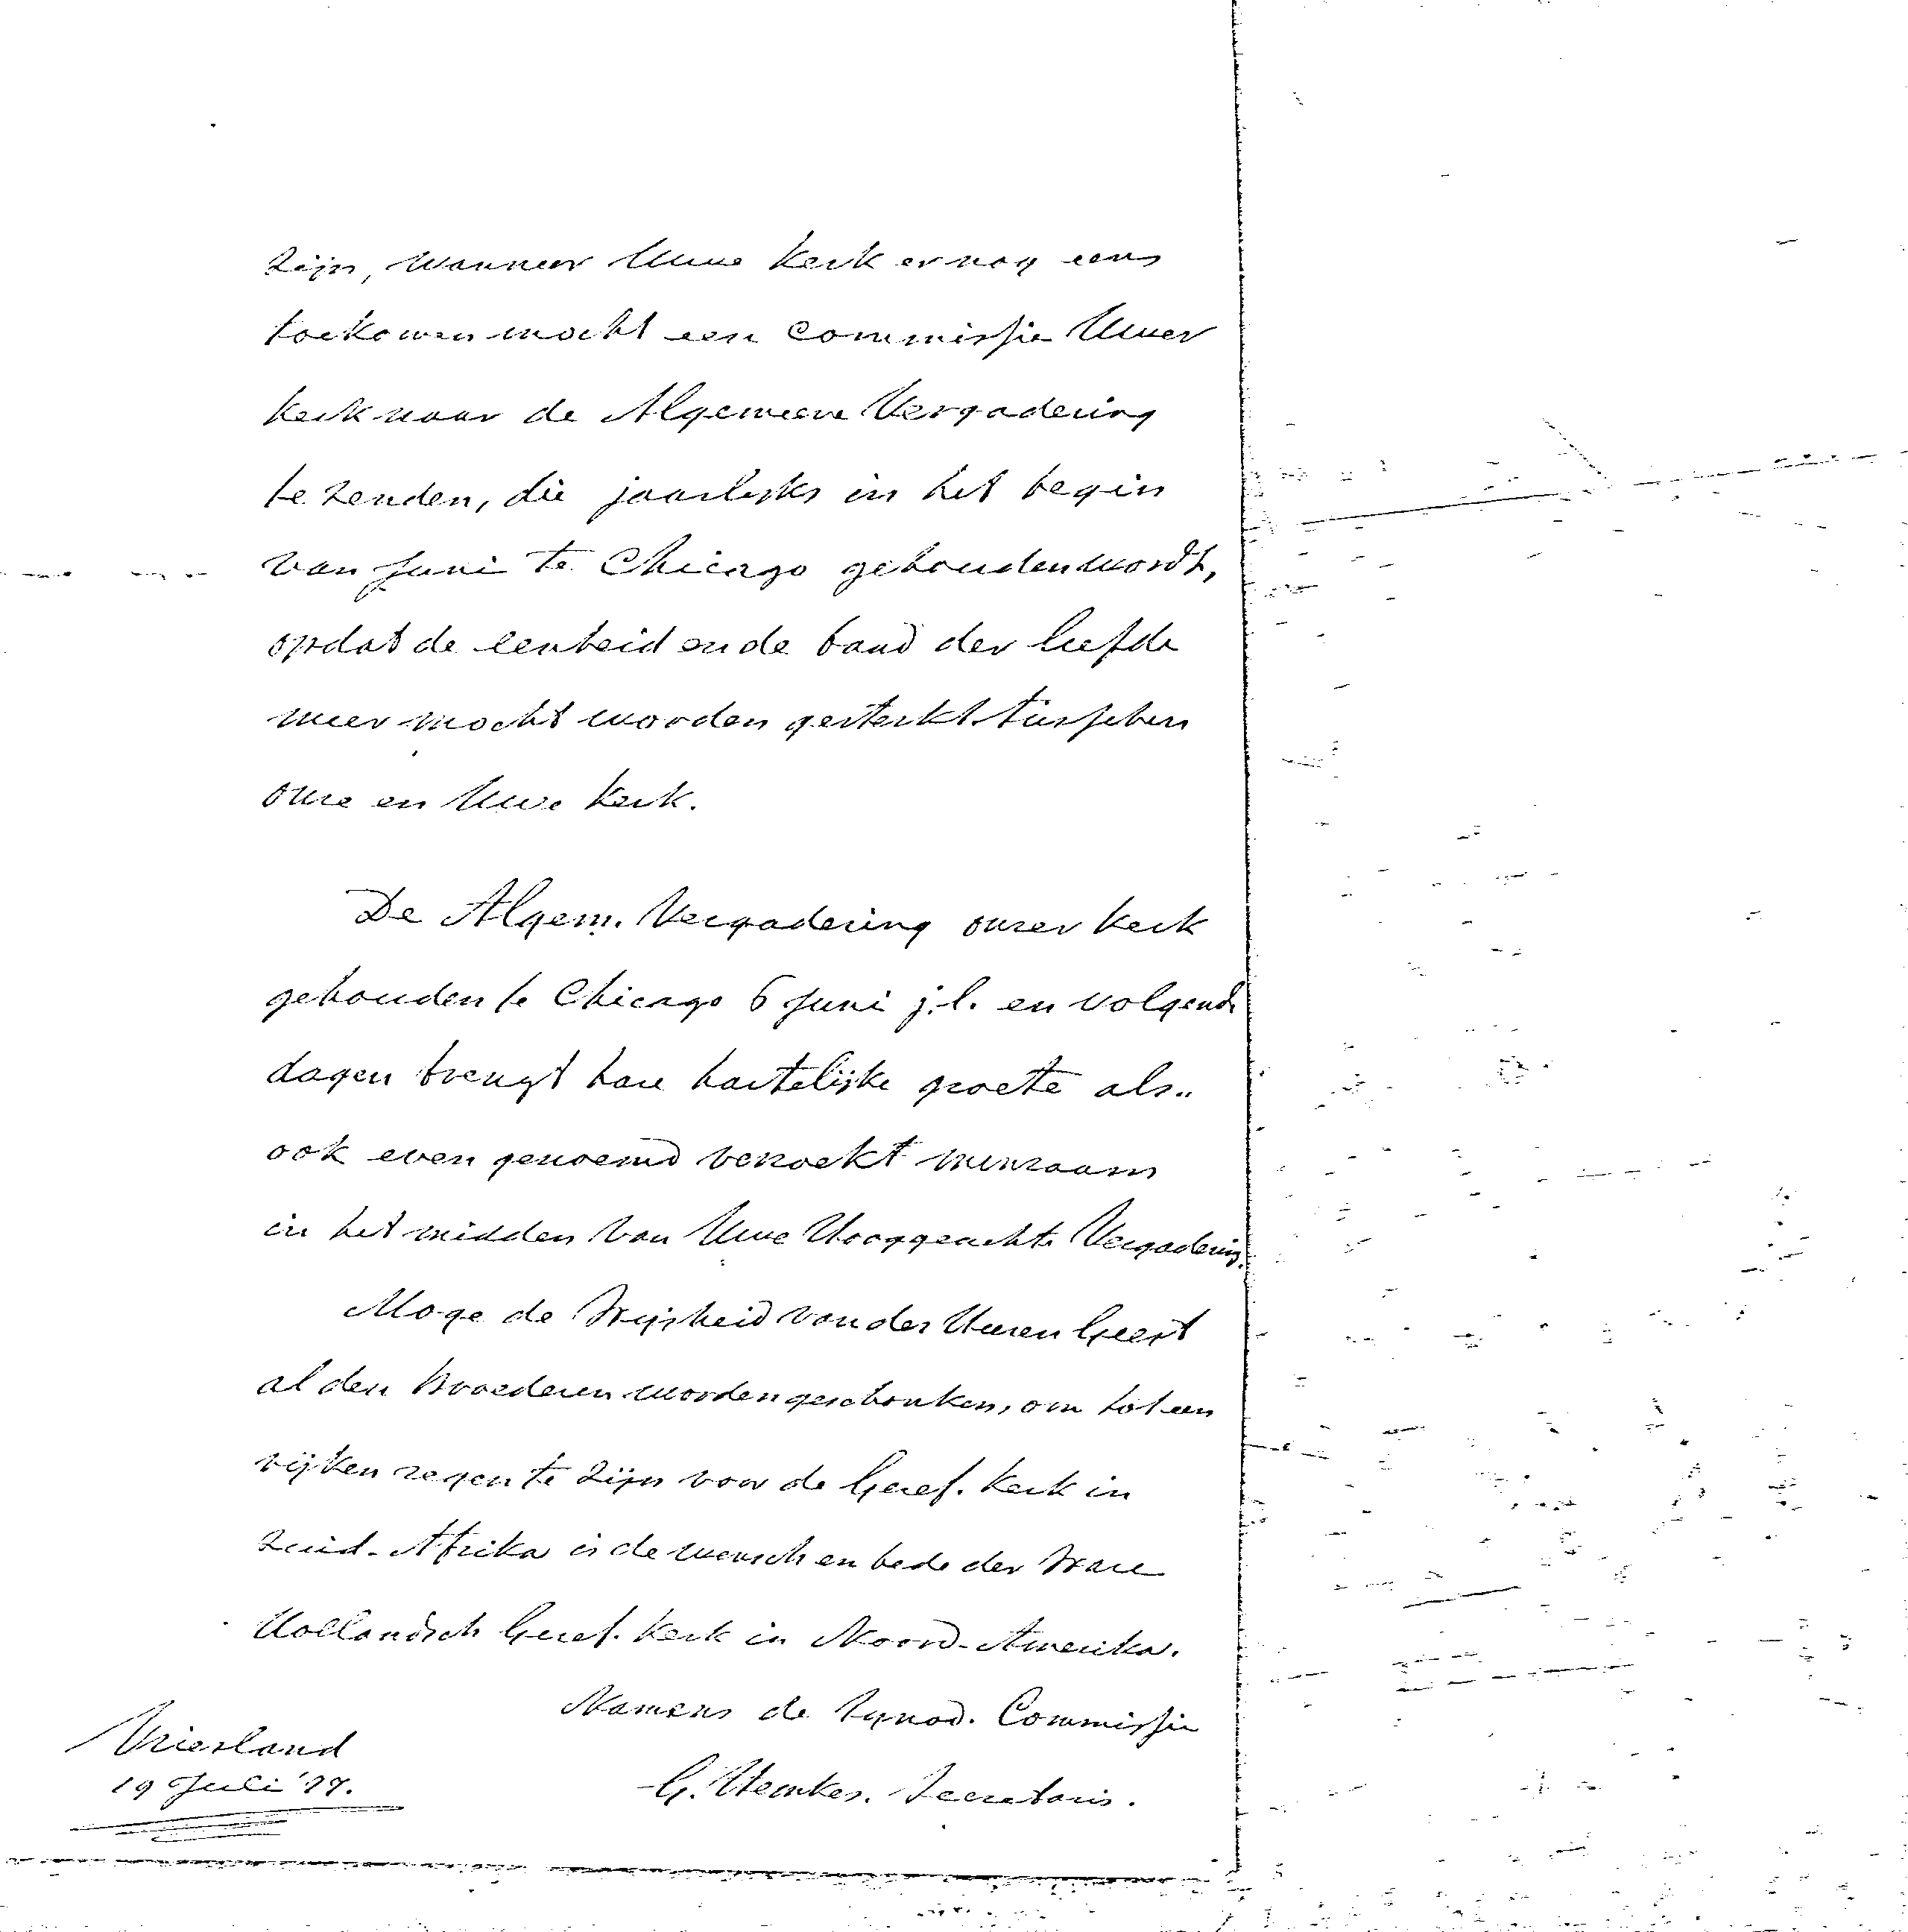 zijn, wanneer Uwe Kerk er nog eens
toekomen mocht een Commissie Uwer
Kerk naar de Algemeene Vergadering
te zenden, die jaarlijks in het begin
van Juni te Chicago gehouden wordt,
opdat de eenheid en de band der liefde
meer mocht worden gesterkt tusschen
onze en Uwe Kerk.
De Algem. Vergadering onzer Kerk
gehouden te Chicago 6 Juni j.l. en volgende
dagen brengt hare hartelijke groete als..
ook even genoemd verzoekt minzaam
in het midden van Uwe Hooggeachte Vergadering.
Moge de Wijsheid van den Heeren Geest
al den Broederen worden geschonken, om tot een
rijken zegen te zijn voor de Geref. Kerk in
Zuid-Afrika is de wensch en bede der Ware
Hollandsch Geref. Kerk in Noord-Amerika.
Namens de Synod. Commissie
Vriesland
19 Juli '77.
G. Hemkes. Secretaris.